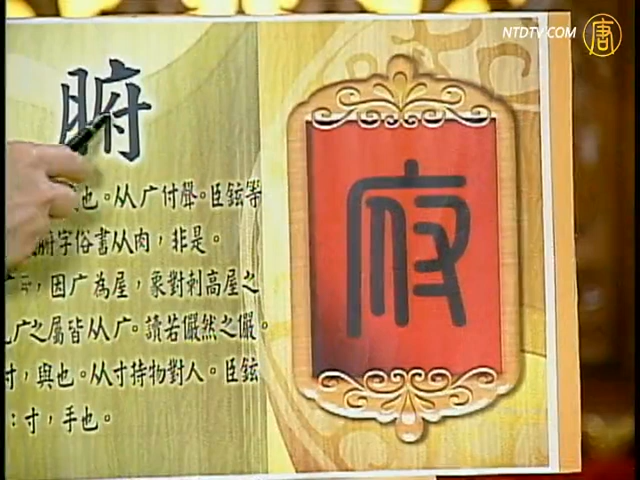 NTDTV.COM
唐
腑
也。从广付聲。臣鉉等
腑字俗書从肉，非是。
，因广為屋，象對刺高屋之
广之屬皆从广。讀若儼然之儼。
，與也。从寸持物對人。臣鉉
：寸，手也。
府